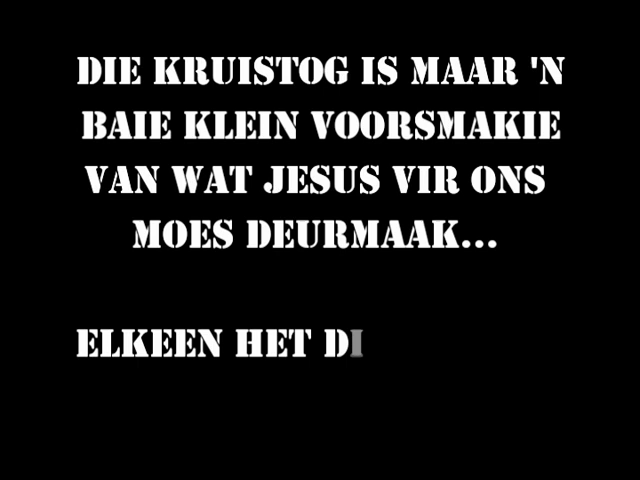 DIE KRUISTOG IS MAAR 'N
BAIE KLEIN VOORSMAKIE
VAN WAT JESUS VIR ONS
MOES DEURMAAK...
ELKEEN HET DI